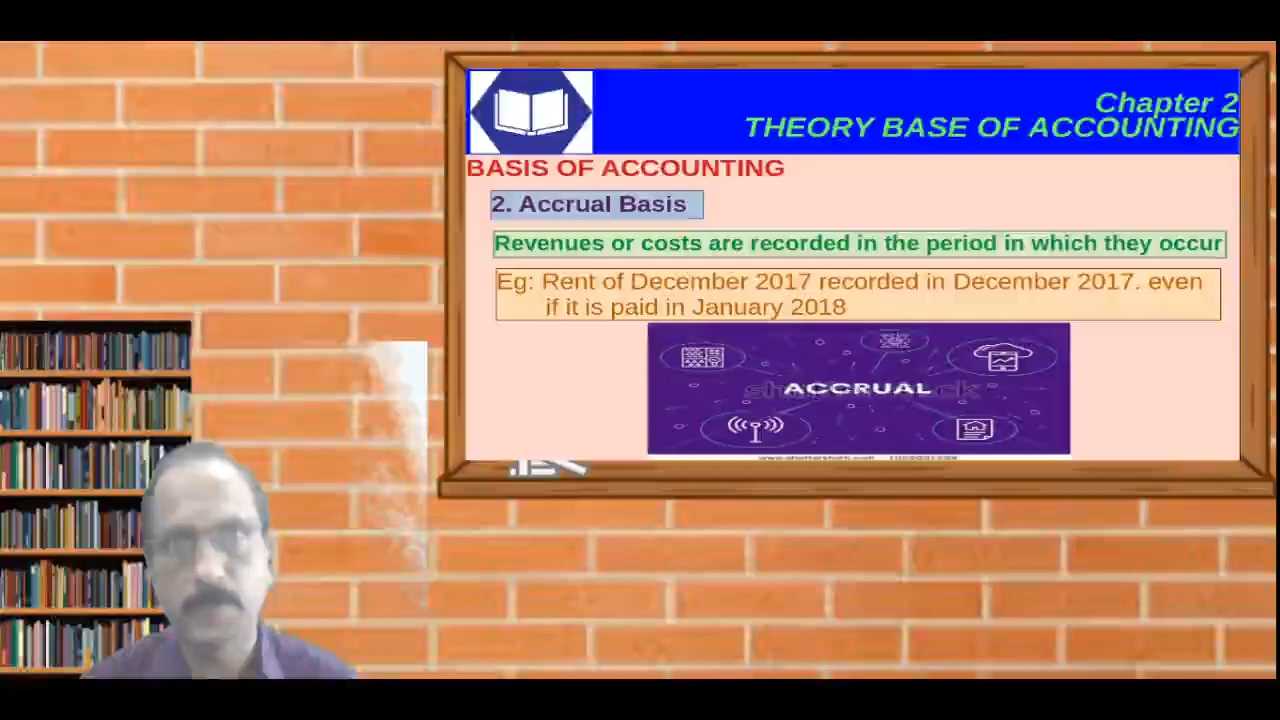 Chapter 2
THEORY BASE OF ACCOUNTING
BASIS OF ACCOUNTING
2. Accrual Basis
Revenues or costs are recorded in the period in which they occur
Eg: Rent of December 2017 recorded in December 2017. even
if it is paid in January 2018
ACCRUAL